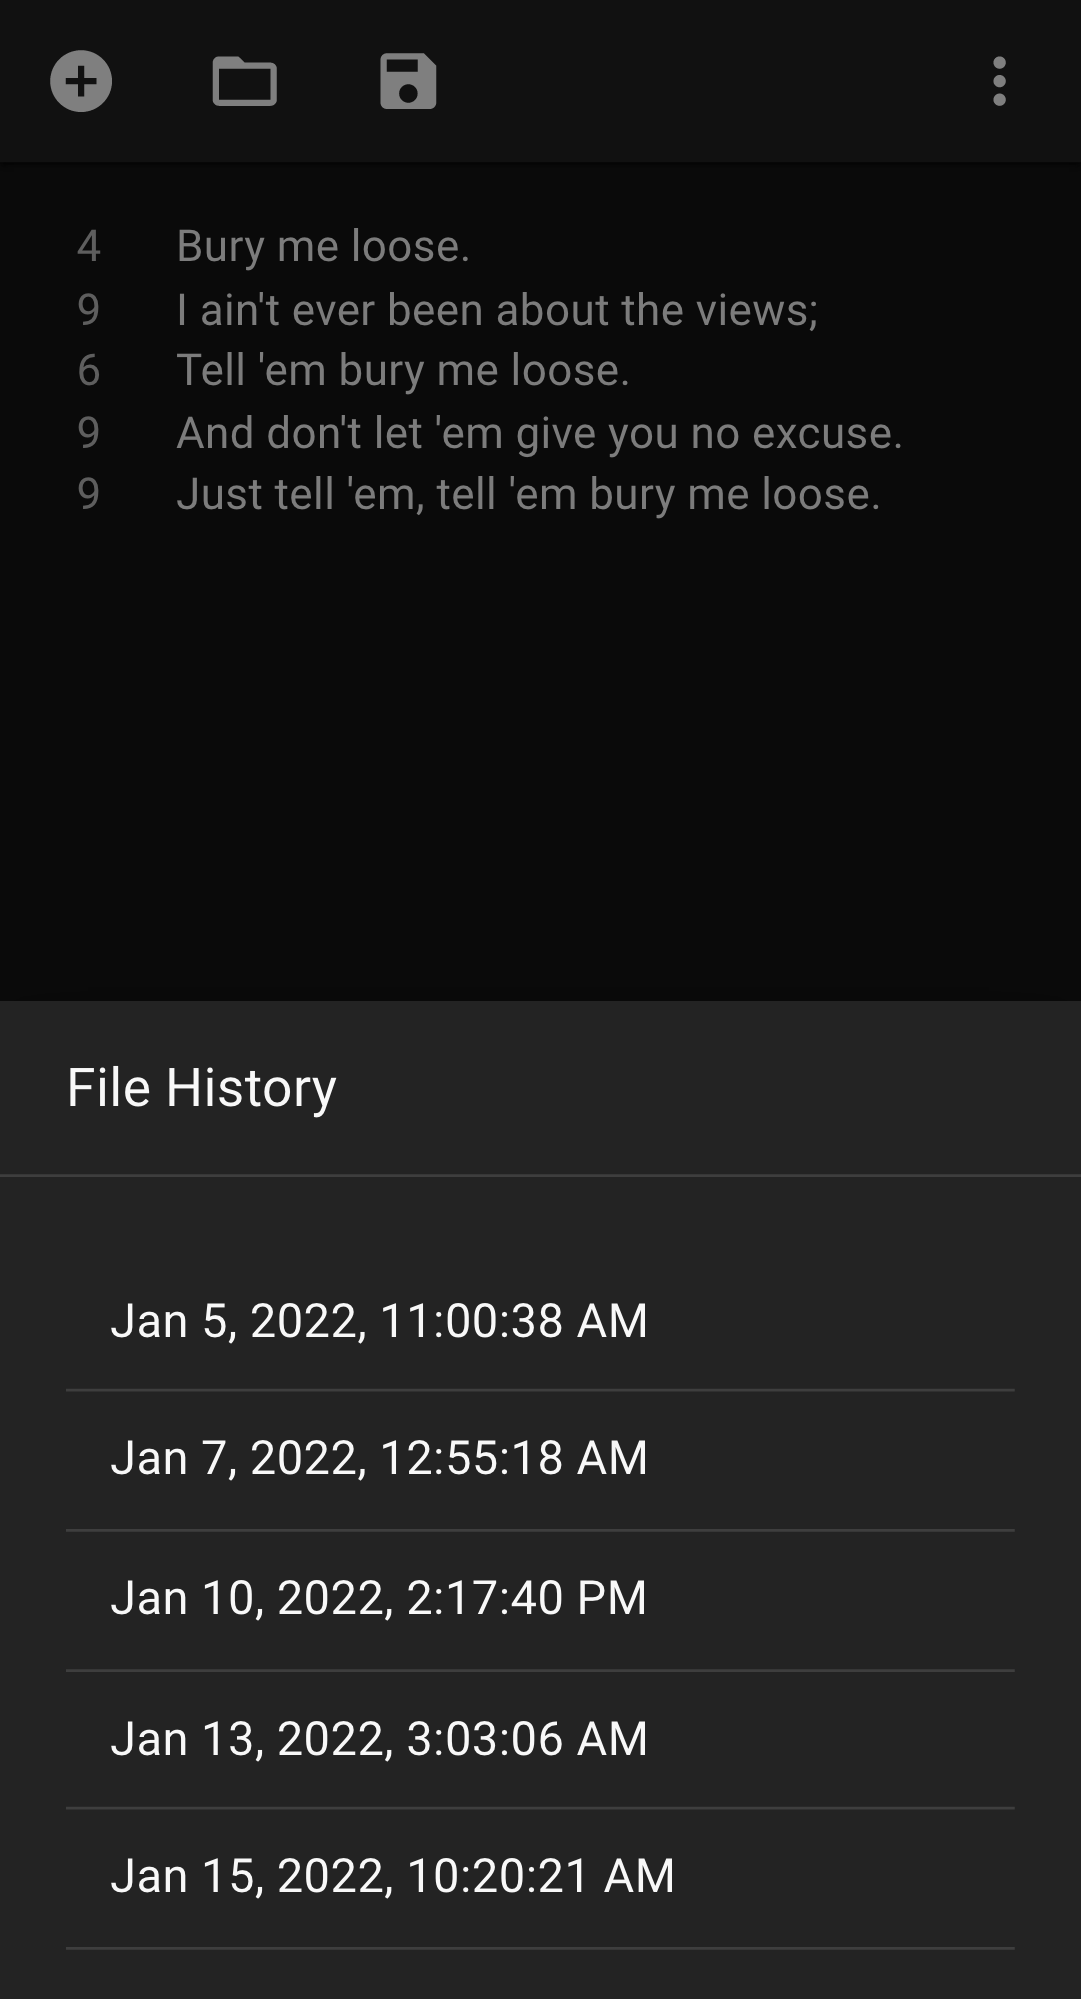 4 Bury me loose.
9 I ain't ever been about the views;
6 Tell 'em bury me loose.
9 And don't let 'em give you no excuse.
9 Just tell 'em, tell 'em bury me loose.
File History
Jan 5, 2022, 11:00:38 AM
Jan 7, 2022, 12:55:18 AM
Jan 10, 2022, 2:17:40 PM
Jan 13, 2022, 3:03:06 AM
Jan 15, 2022, 10:20:21 AM